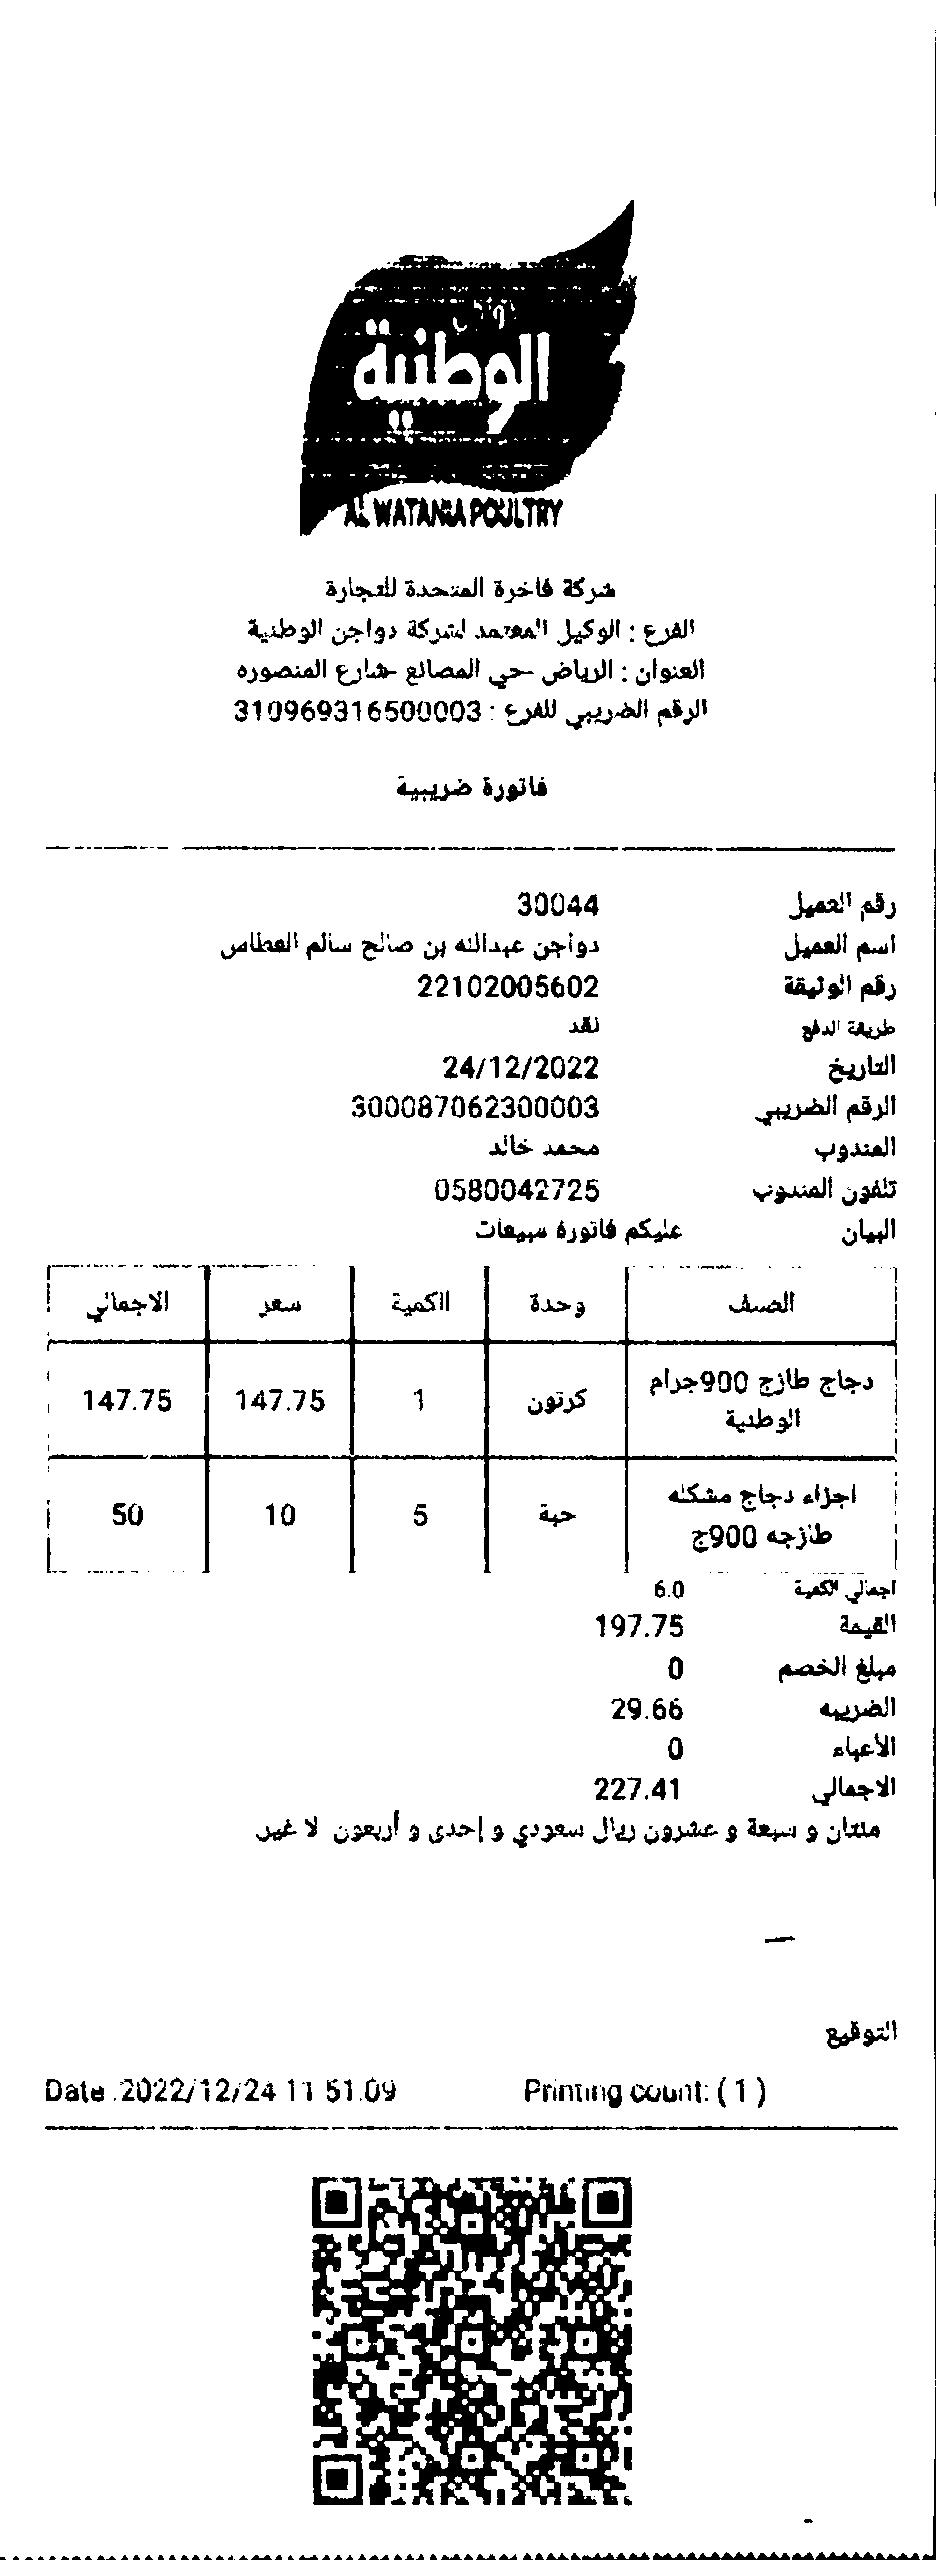 الوطنية
AL WATANIA POULTRY
شركة فاخرة المتحدة للتجارة
الفرع : الوكيل المعتمد لشركة دواجن الوطنية
العنوان : الرياض -حي المصانع -شارع المنصوره
الرقم الضريبي للفرع : 310969316500003
فاتورة ضريبية
رقم العميل 30044
اسم العميل دواجن عبدالله بن صالح سالم العطاس
رقم الوثيقة 22102005602
طريقة الدفع نقد
التاريخ 24/12/2022
الرقم الضريبي 300087062300003
المندوب محمد خالد
تلفون المندوب 0580042725
البيان عليكم فاتورة مبيعات
الصنف وحدة الكمية سعر الاجمالي
دجاج طازج 900جرام الوطنية كرتون 1 147.75 147.75
اجزاء دجاج مشكله طازجه 900ج حبة 5 10 50
اجمالي الكمية 6.0
القيمة 197.75
مبلغ الخصم 0
الضريبه 29.66
الأعباء 0
الاجمالي 227.41
مئتان و سبعة و عشرون ريال سعودي و إحدى و أربعون لا غير
التوقيع
Date :2022/12/24 11:51:09 Printing count: ( 1 )